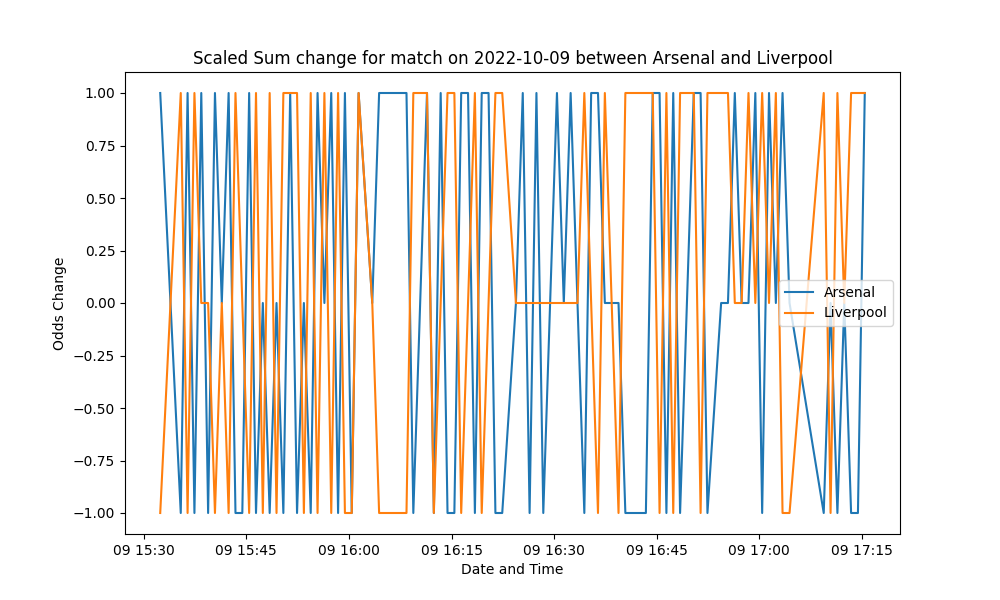 Scaled Sum change for match on 2022-10-09 between Arsenal and Liverpool
Odds Change
1.00
0.75
0.50
0.25
0.00
−0.25
−0.50
−0.75
−1.00
Arsenal
Liverpool
09 15:30 09 15:45 09 16:00 09 16:15 09 16:30 09 16:45 09 17:00 09 17:15
Date and Time